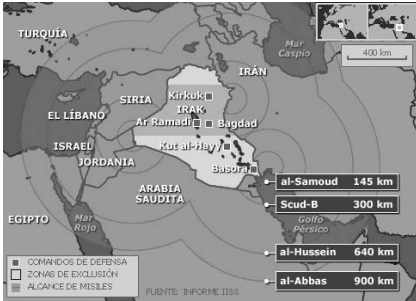 TURQUÍA
Mar
Caspio
400 km
IRÁN
SIRIA
Kirkuk
IRAK
EL LÍBANO
Ar Ramadi
Bagdad
ISRAEL
Kut al-Hayy
JORDANIA
Basora
ARABIA
SAUDITA
al-Samoud 145 km
Scud-B 300 km
EGIPTO
Mar
Rojo
Golfo
Pérsico
al-Hussein 640 km
al-Abbas 900 km
COMANDOS DE DEFENSA
ZONAS DE EXCLUSIÓN
ALCANCE DE MISILES
FUENTE: INFORME IISS